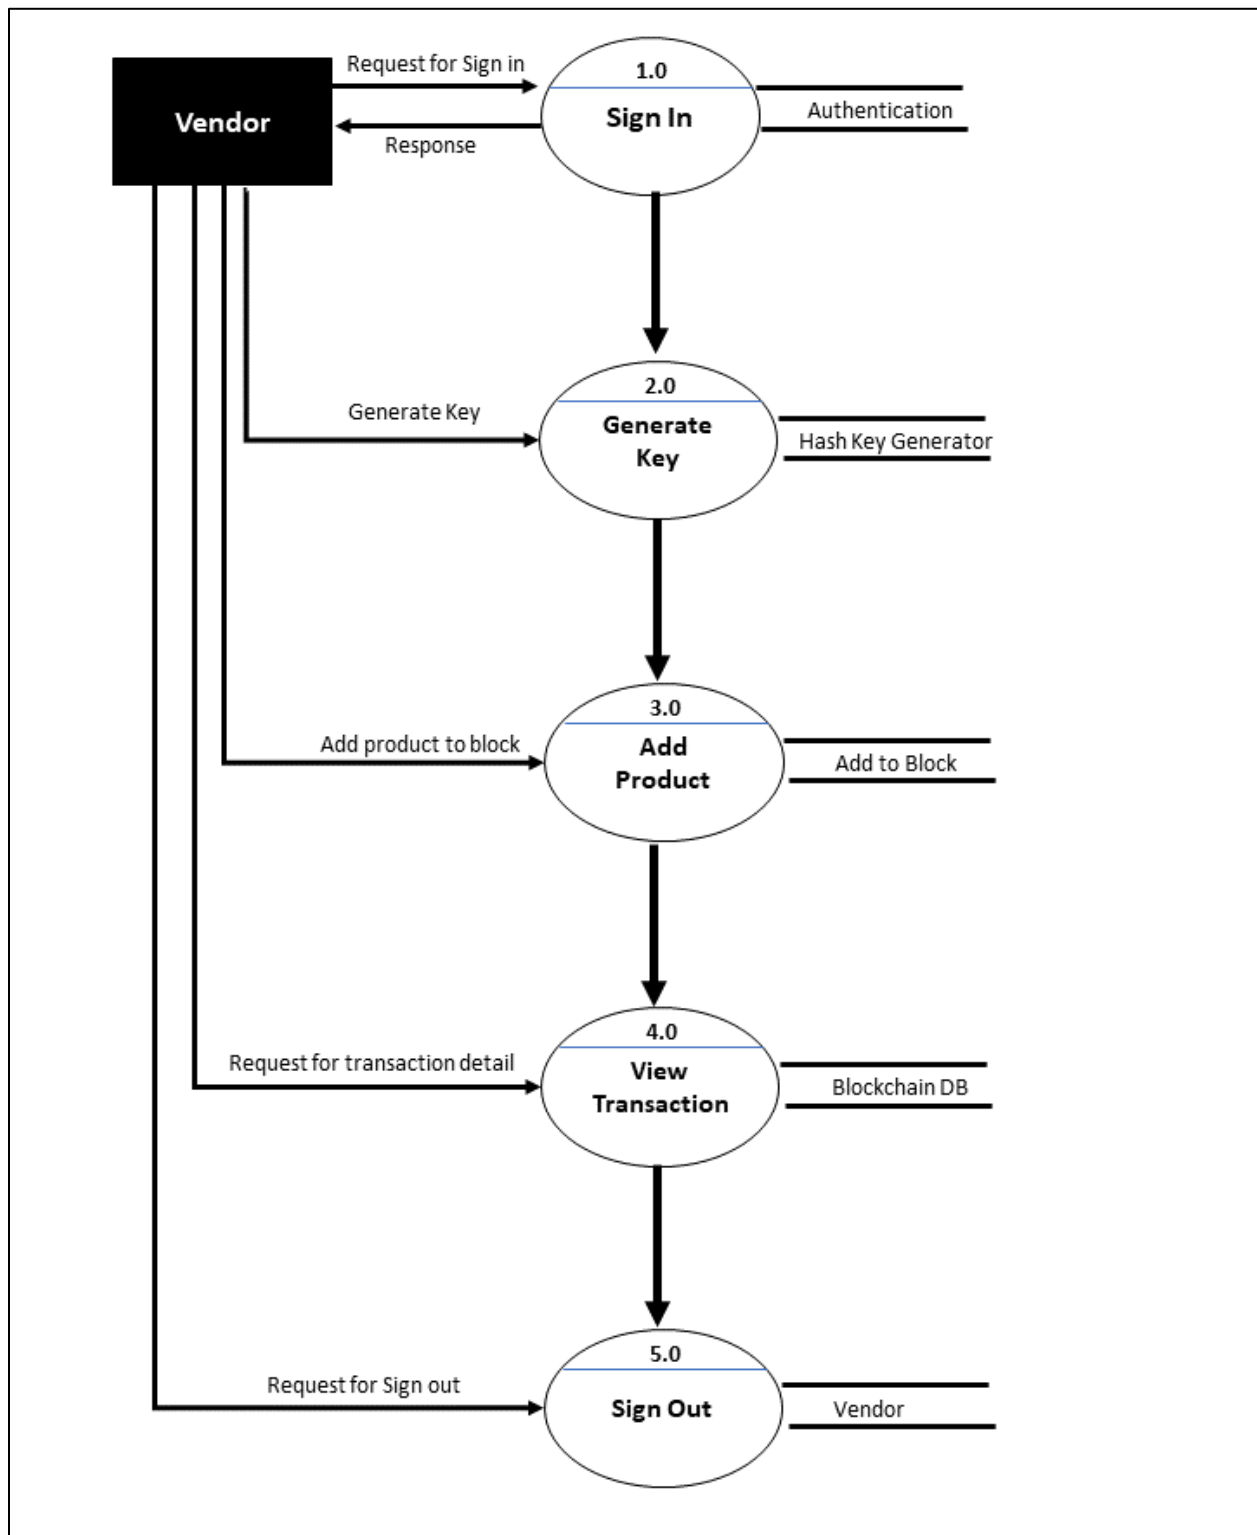 Vendor
Request for Sign in
Response
1.0
Sign In
Authentication
Generate Key
2.0
Generate
Key
Hash Key Generator
Add product to block
3.0
Add
Product
Add to Block
Request for transaction detail
4.0
View
Transaction
Blockchain DB
Request for Sign out
5.0
Sign Out
Vendor